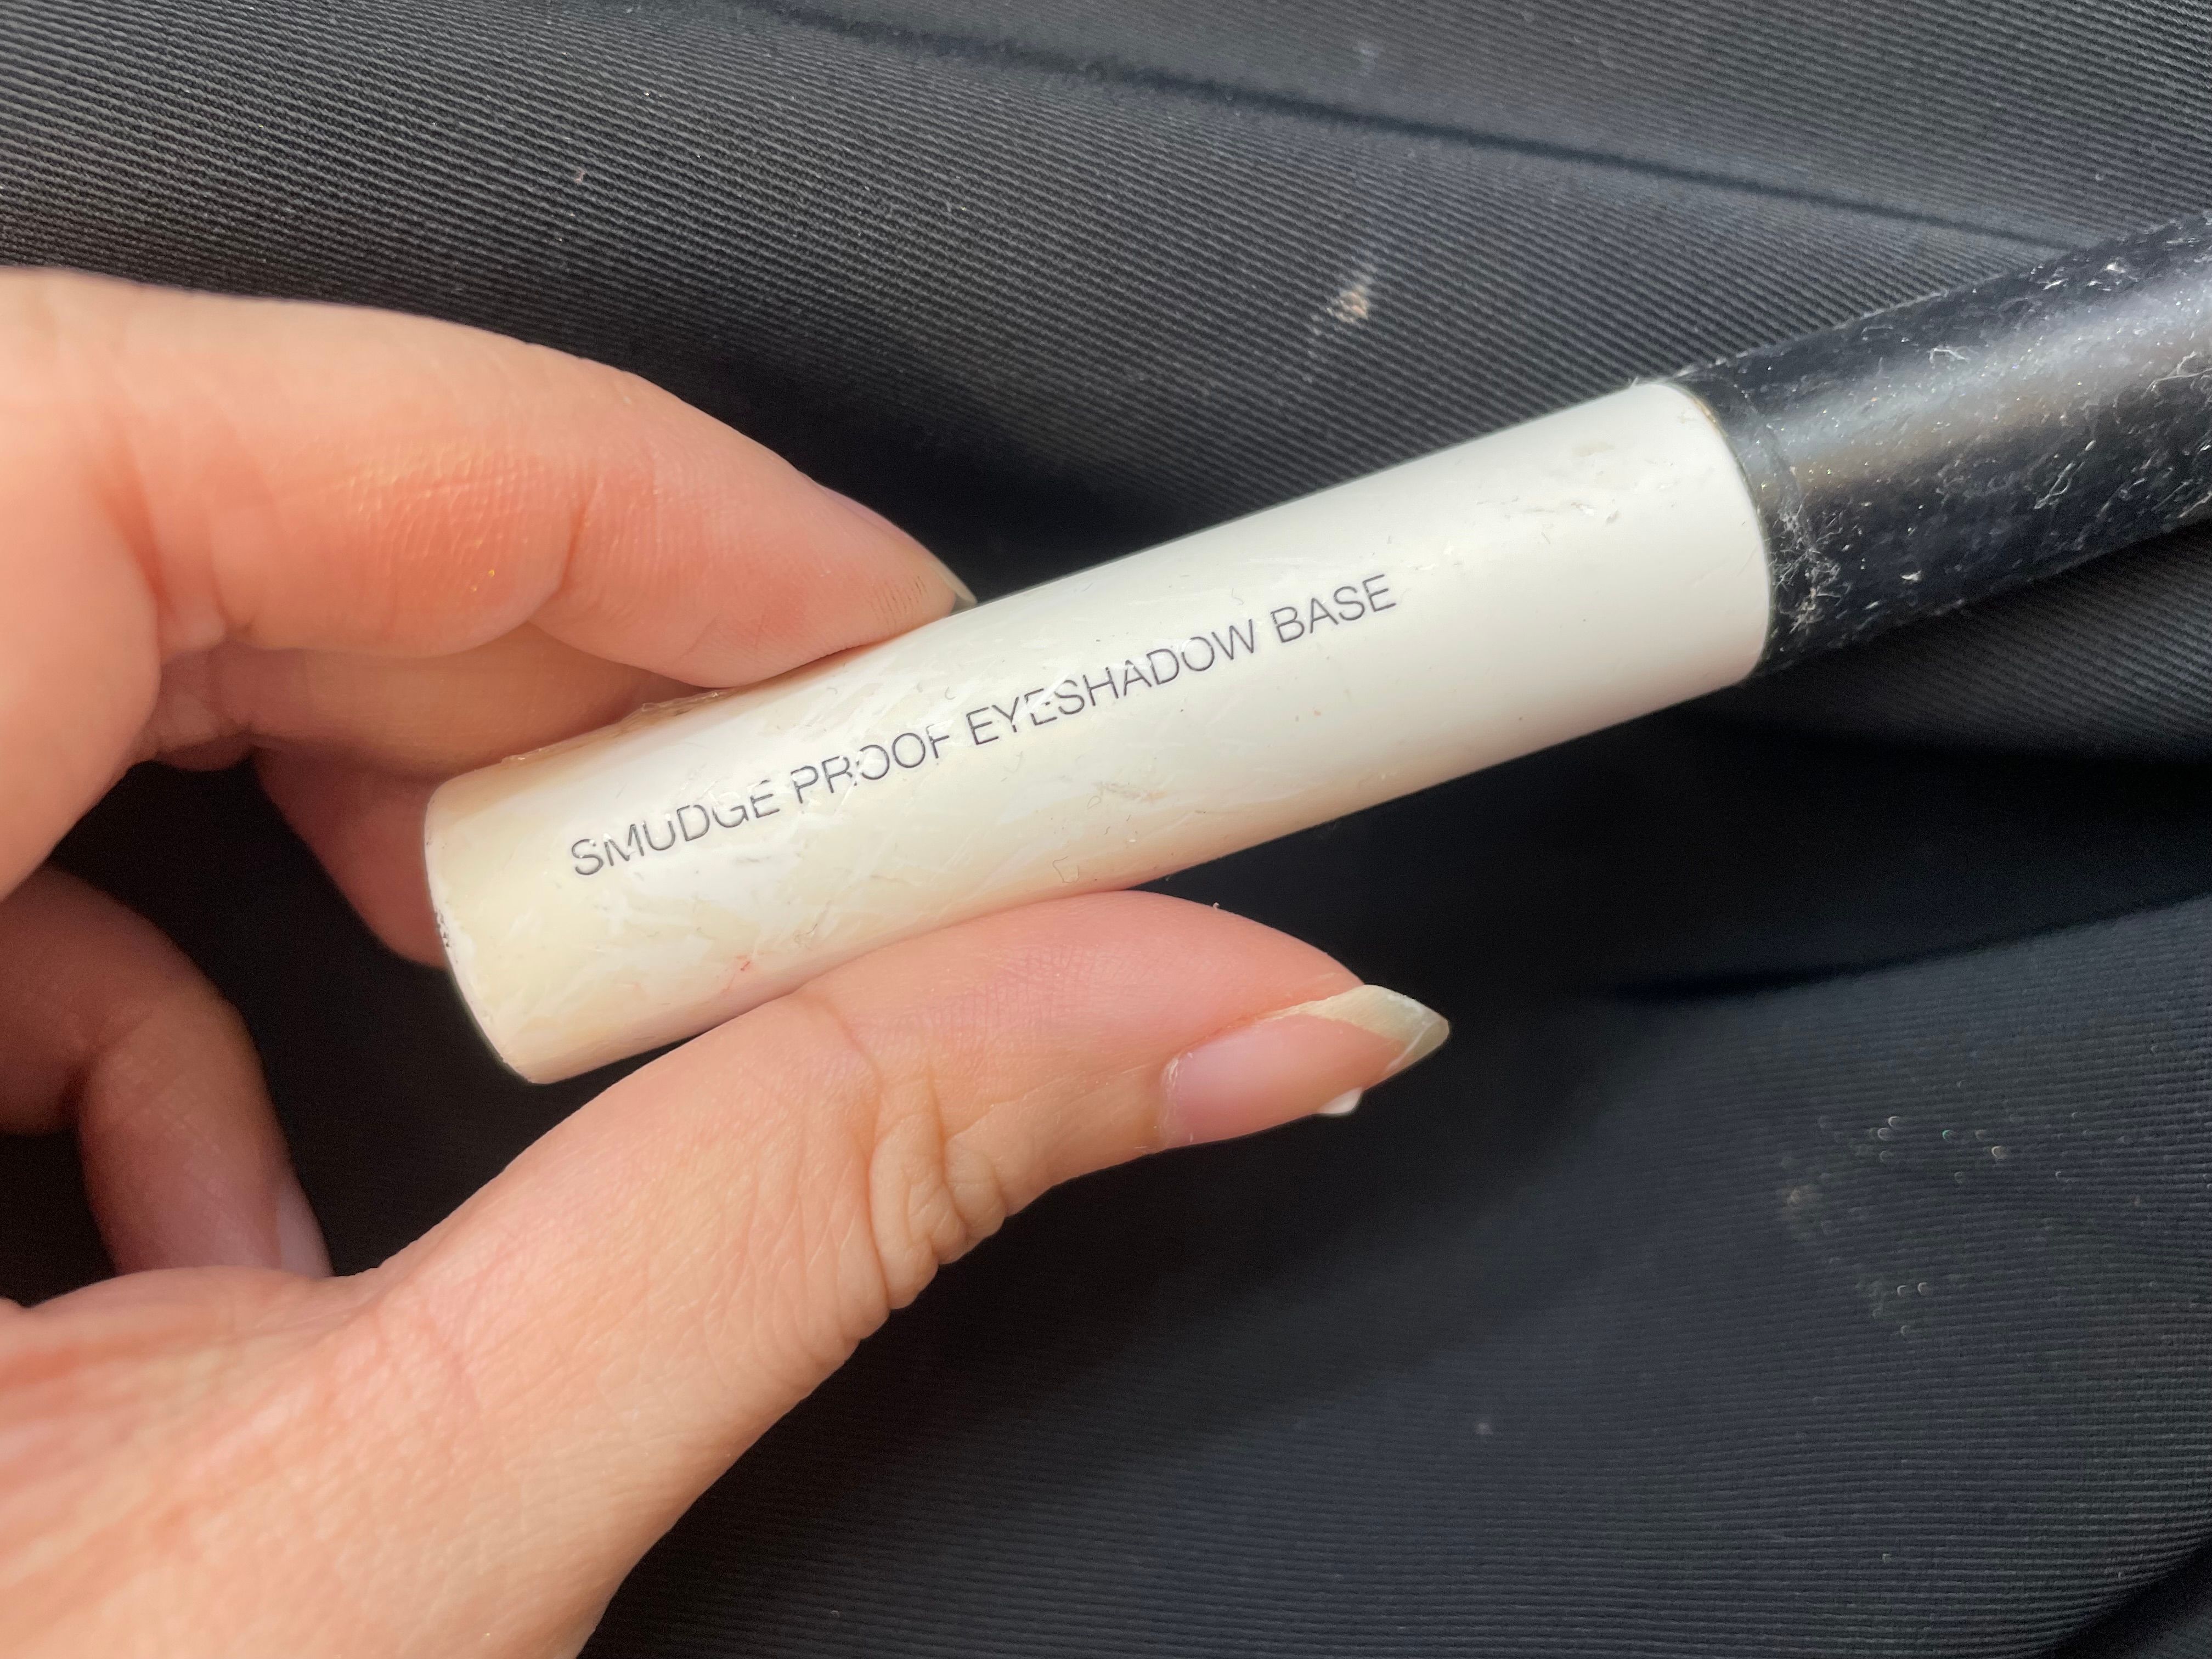 SMUDGE PROOF EYESHADOW BASE